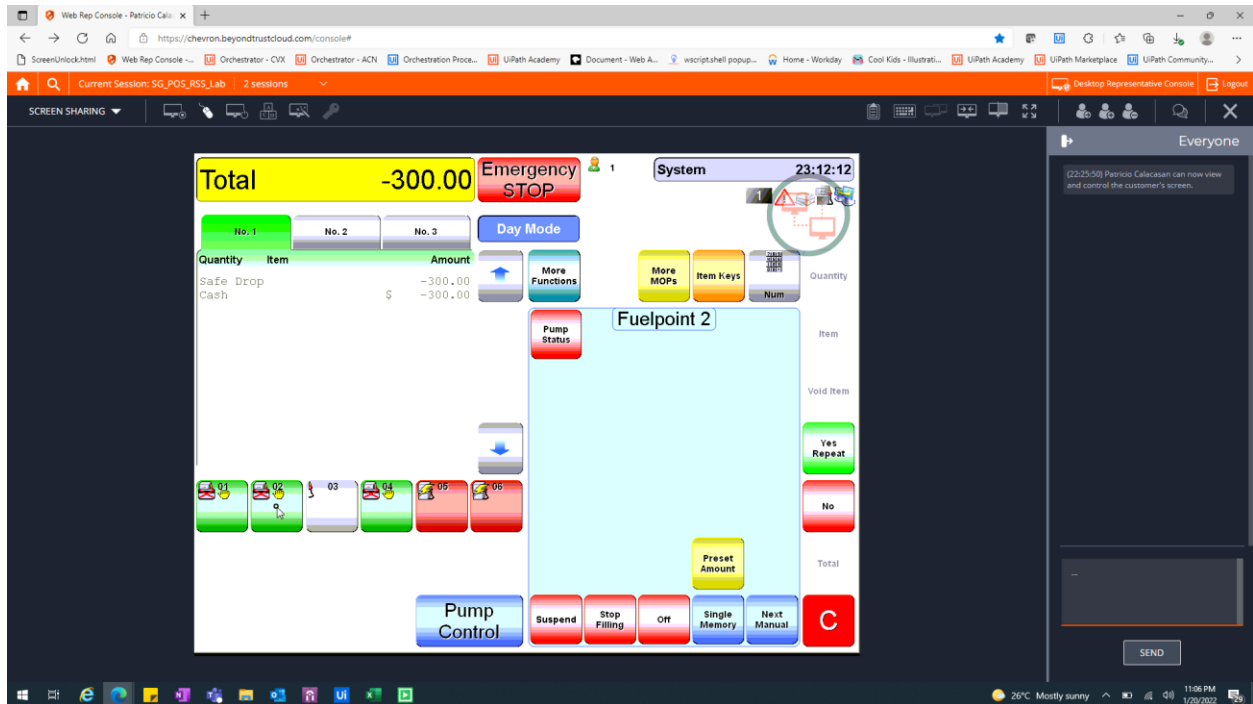 Web Rep Console - Patricio Cala
https://chevron.beyondtrustcloud.com/console#
ScreenUnlock.html
Web Rep Console -...
Orchestrator - CVX
Orchestrator - ACN
Orchestration Proce...
UiPath Academy
Document - Web A...
wscript.shell popup...
Home - Workday
Cool Kids - Illustrati...
UiPath Academy
UiPath Marketplace
UiPath Community...
Current Session: SG_POS_RSS_Lab
2 sessions
Desktop Representative Console
Logout
SCREEN SHARING
Everyone
(22:25:50) Patricio Calacasan can now view
and control the customer's screen.
Total -300.00
Emergency
STOP
1
System 23:12:12
1
No. 1
No. 2
No. 3
Day Mode
Quantity Item Amount
Safe Drop -300.00
Cash $ -300.00
More
Functions
More
MOPs
Item Keys
Num
Quantity
Fuelpoint 2
Pump
Status
Item
Void Item
Yes
Repeat
01
02
03
04
05
06
No
Preset
Amount
Total
Pump
Control
Suspend
Stop
Filling
Off
Single
Memory
Next
Manual
C
SEND
26°C Mostly sunny
11:06 PM
1/20/2022